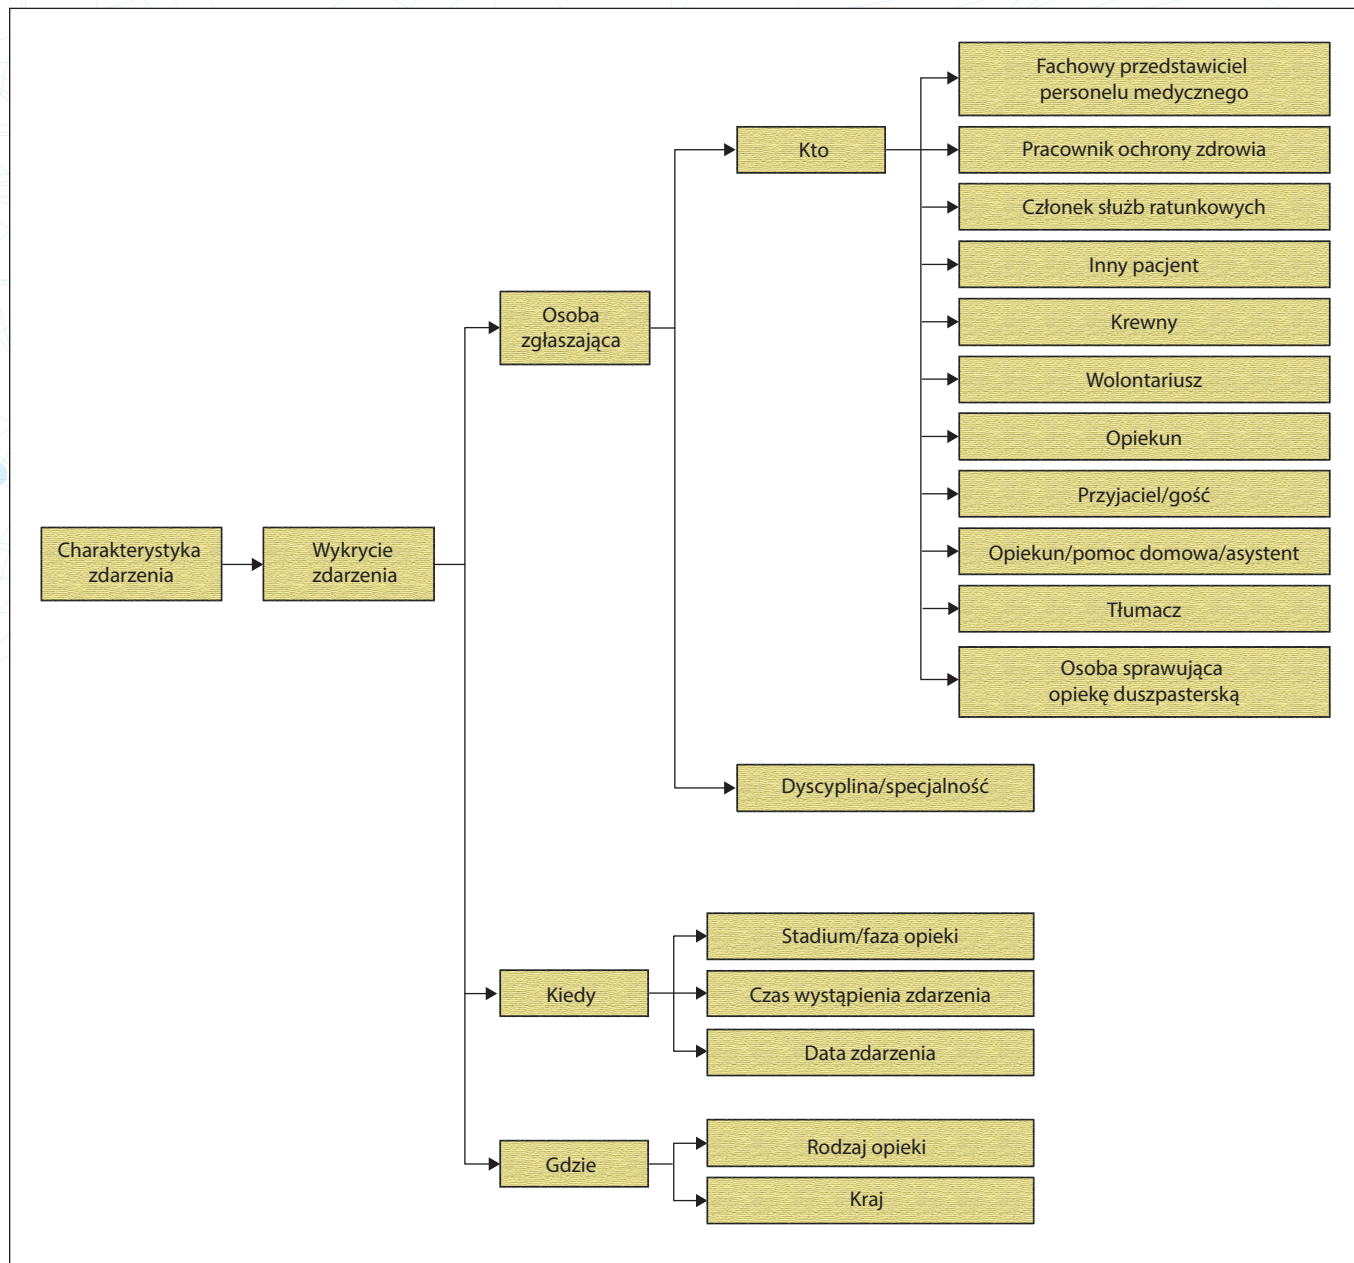 Fachowy przedstawiciel
personelu medycznego
Kto
Pracownik ochrony zdrowia
Członek służb ratunkowych
Inny pacjent
Osoba
zgłaszająca
Krewny
Wolontariusz
Opiekun
Przyjaciel/gość
Charakterystyka
zdarzenia
Wykrycie
zdarzenia
Opiekun/pomoc domowa/asystent
Tłumacz
Osoba sprawująca
opiekę duszpasterską
Dyscyplina/specjalność
Stadium/faza opieki
Kiedy
Czas wystąpienia zdarzenia
Data zdarzenia
Gdzie
Rodzaj opieki
Kraj